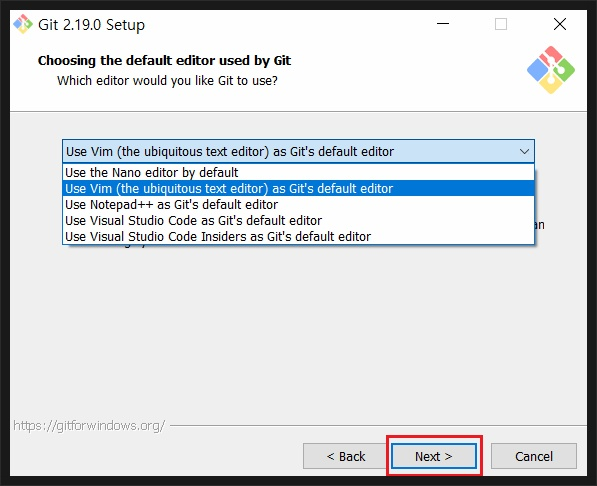 Git 2.19.0 Setup
Choosing the default editor used by Git
Which editor would you like Git to use?
Use Vim (the ubiquitous text editor) as Git's default editor
Use the Nano editor by default
Use Vim (the ubiquitous text editor) as Git's default editor
Use Notepad++ as Git's default editor
Use Visual Studio Code as Git's default editor
Use Visual Studio Code Insiders as Git's default editor
https://gitforwindows.org/
< Back
Next >
Cancel